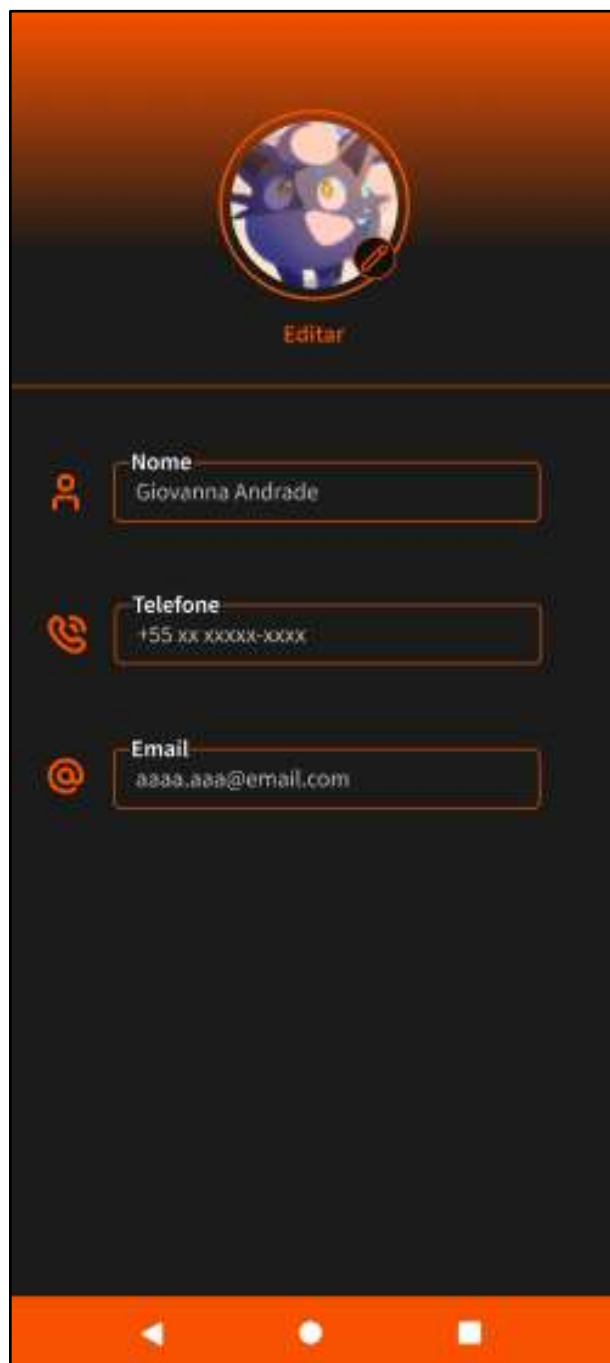 Editar
Nome
Giovanna Andrade
Telefone
+55 xx xxxxx-xxxx
Email
aaaa.aaa@email.com